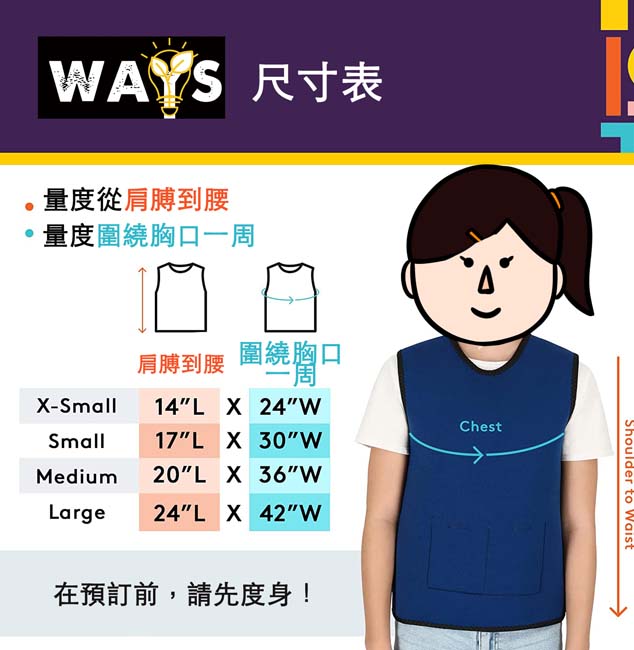 WAYS 尺寸表
量度從肩膊到腰
量度圍繞胸口一周
肩膊到腰
圍繞胸口
一周
X-Small 14"L X 24"W
Small 17"L X 30"W
Medium 20"L X 36"W
Large 24"L X 42"W
Chest
Shoulder to Waist
在預訂前，請先度身！